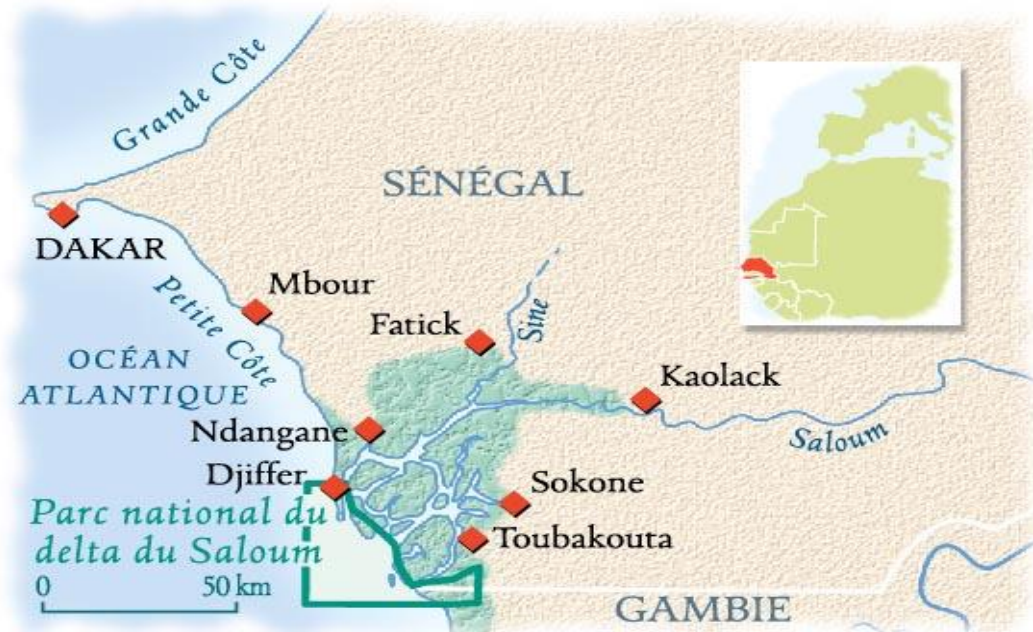 Grande Côte
SÉNÉGAL
DAKAR
Mbour
Petite Côte
Fatick
Sine
OCÉAN
ATLANTIQUE
Kaolack
Saloum
Ndangane
Djiffer
Sokone
Parc national du
delta du Saloum
Toubakouta
0 50 km
GAMBIE